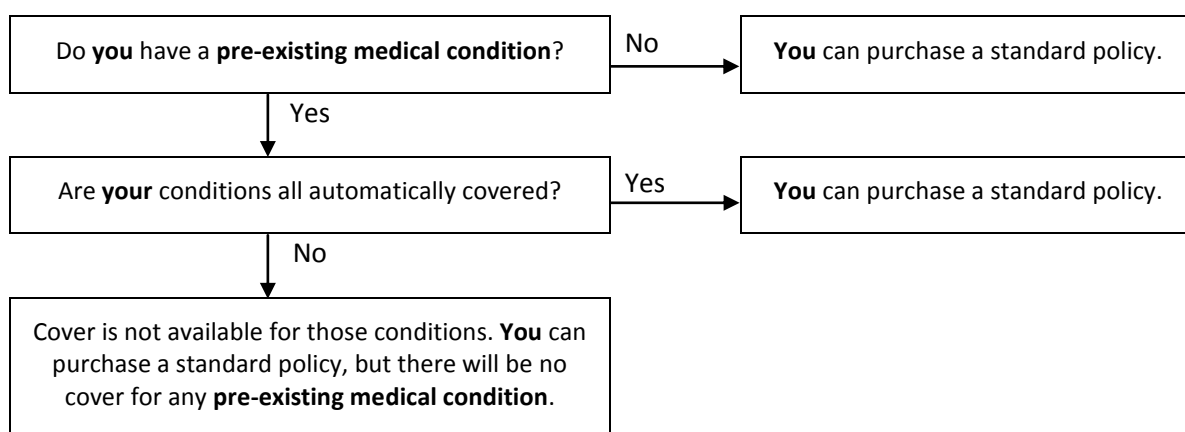 Do you have a pre-existing medical condition?
No
You can purchase a standard policy.
Yes
Are your conditions all automatically covered?
Yes
You can purchase a standard policy.
No
Cover is not available for those conditions. You can
purchase a standard policy, but there will be no
cover for any pre-existing medical condition.